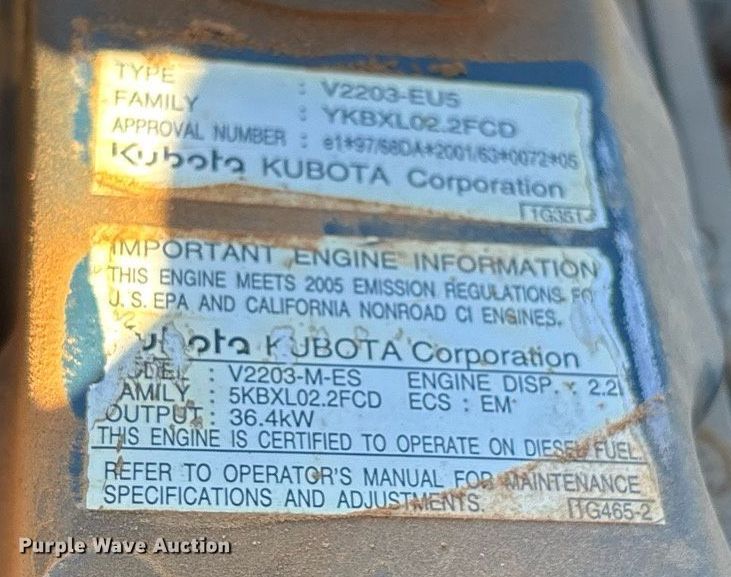 TYPE : V2203-EU5
FAMILY : YKBXL02.2FCD
APPROVAL NUMBER : e1*97/68DA*2001/63*0072*05
Kubota KUBOTA Corporation
1G351-2
IMPORTANT ENGINE INFORMATION
THIS ENGINE MEETS 2005 EMISSION REGULATIONS FO
U.S. EPA AND CALIFORNIA NONROAD CI ENGINES.
ubota KUBOTA Corporation
DEL : V2203-M-ES ENGINE DISP. : 2.2l
AMILY : 5KBXL02.2FCD ECS : EM
OUTPUT : 36.4kW
THIS ENGINE IS CERTIFIED TO OPERATE ON DIESEL FUEL.
REFER TO OPERATOR'S MANUAL FOR MAINTENANCE
SPECIFICATIONS AND ADJUSTMENTS.
1G465-2
Purple Wave Auction